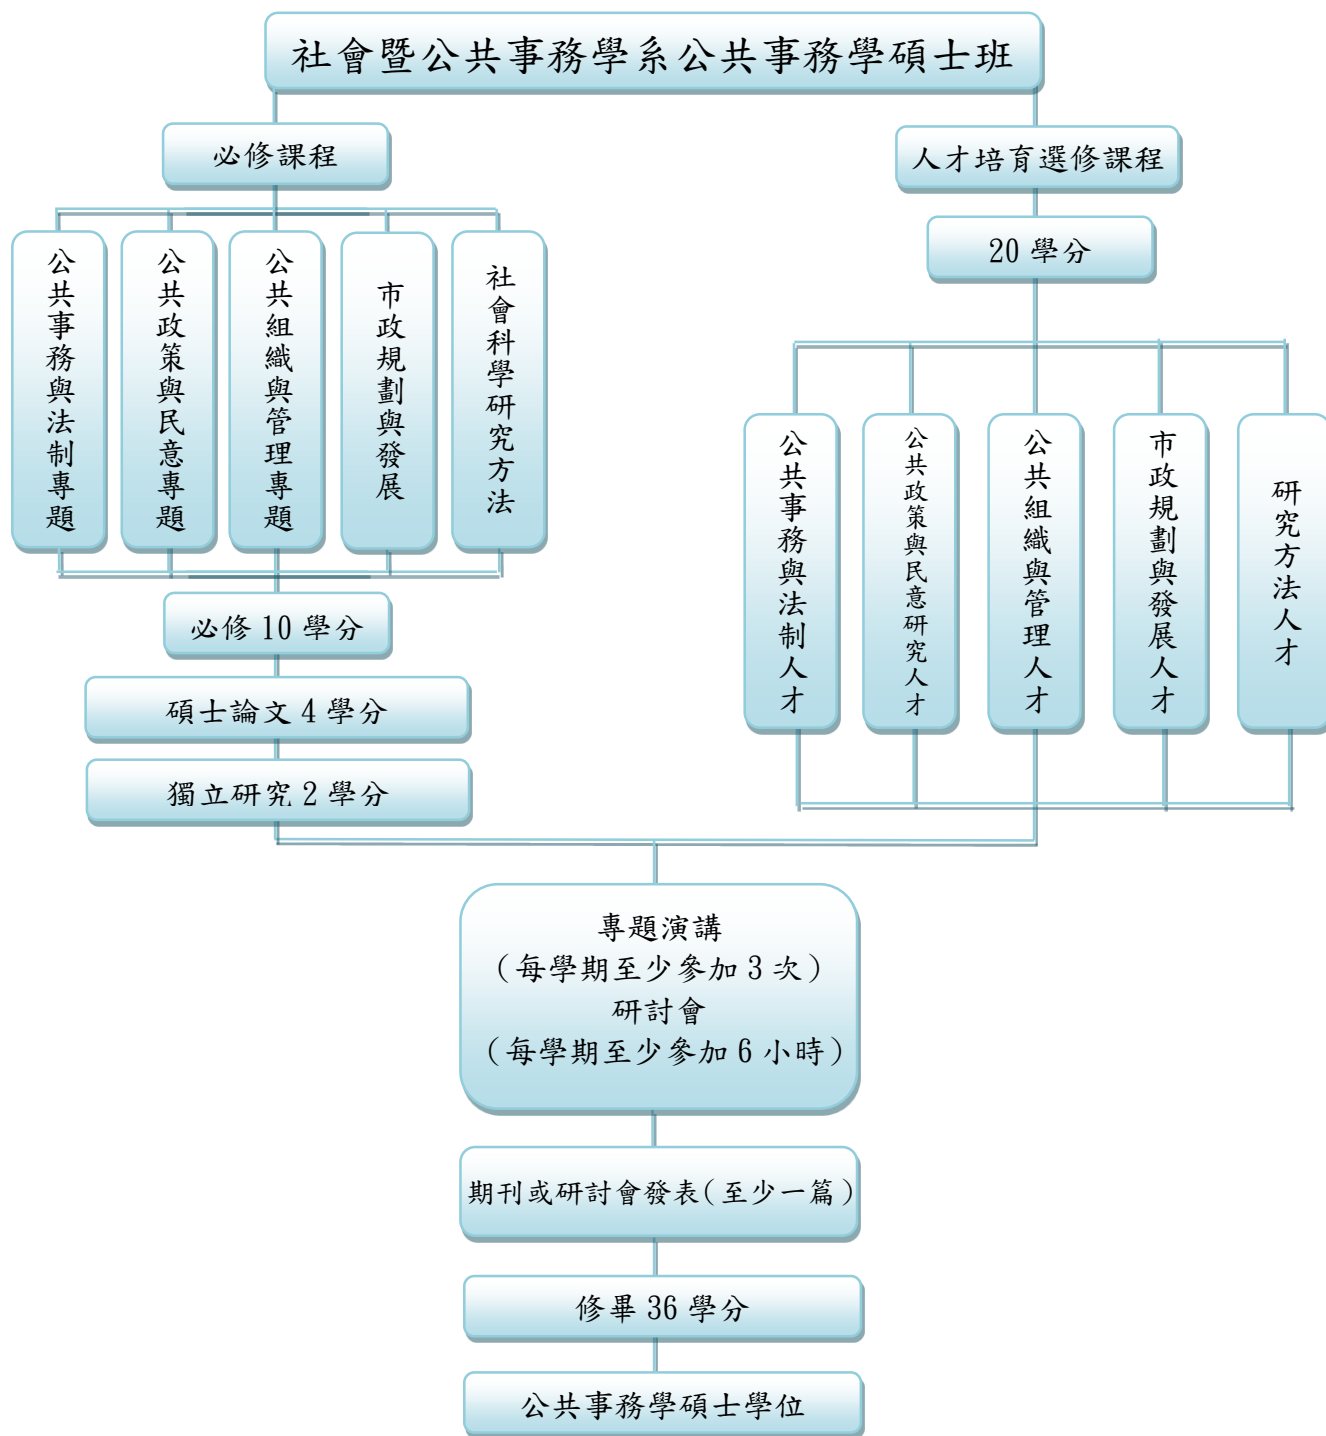 社會暨公共事務學系公共事務學碩士班
必修課程
公共事務與法制專題
公共政策與民意專題
公共組織與管理專題
市政規劃與發展
社會科學研究方法
必修 10 學分
碩士論文 4 學分
獨立研究 2 學分
人才培育選修課程
20 學分
公共事務與法制人才
公共政策與民意研究人才
公共組織與管理人才
市政規劃與發展人才
研究方法人才
專題演講
（每學期至少參加 3 次）
研討會
（每學期至少參加 6 小時）
期刊或研討會發表（至少一篇）
修畢 36 學分
公共事務學碩士學位